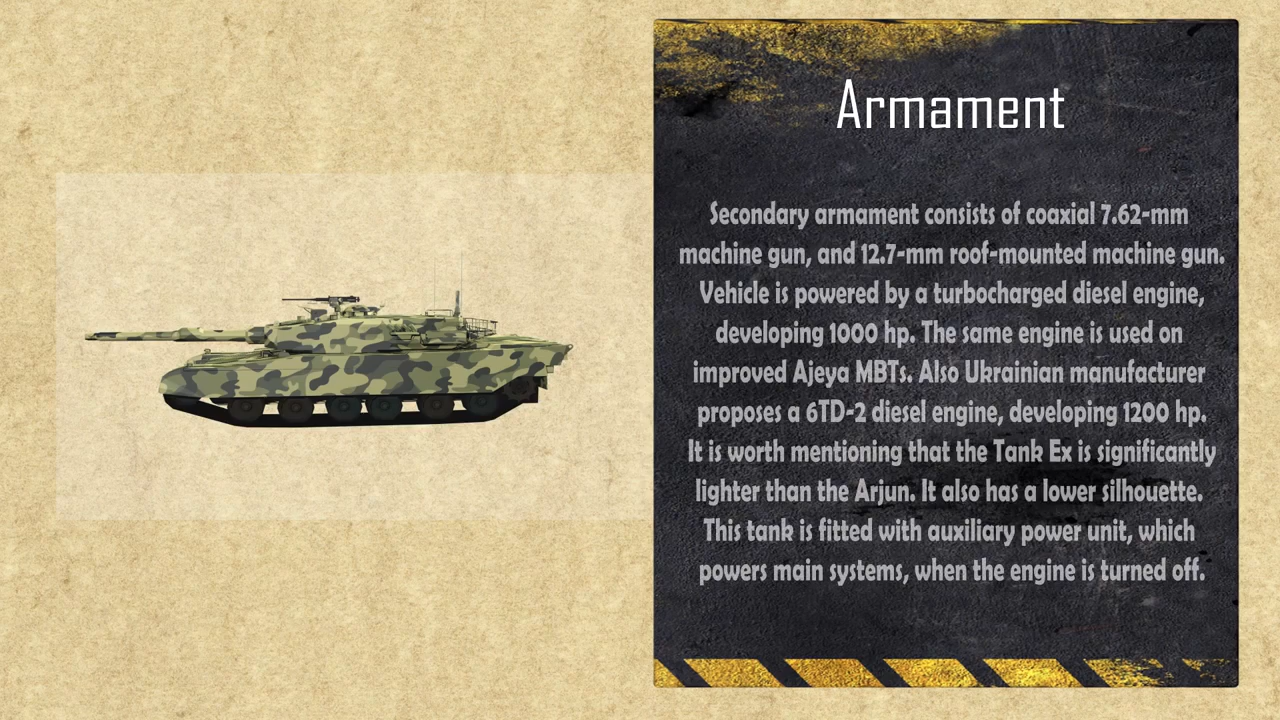 Armament
Secondary armament consists of coaxial 7.62-mm
machine gun, and 12.7-mm roof-mounted machine gun.
Vehicle is powered by a turbocharged diesel engine,
developing 1000 hp. The same engine is used on
improved Ajeya MBTs. Also Ukrainian manufacturer
proposes a 6TD-2 diesel engine, developing 1200 hp.
It is worth mentioning that the Tank Ex is significantly
lighter than the Arjun. It also has a lower silhouette.
This tank is fitted with auxiliary power unit, which
powers main systems, when the engine is turned off.